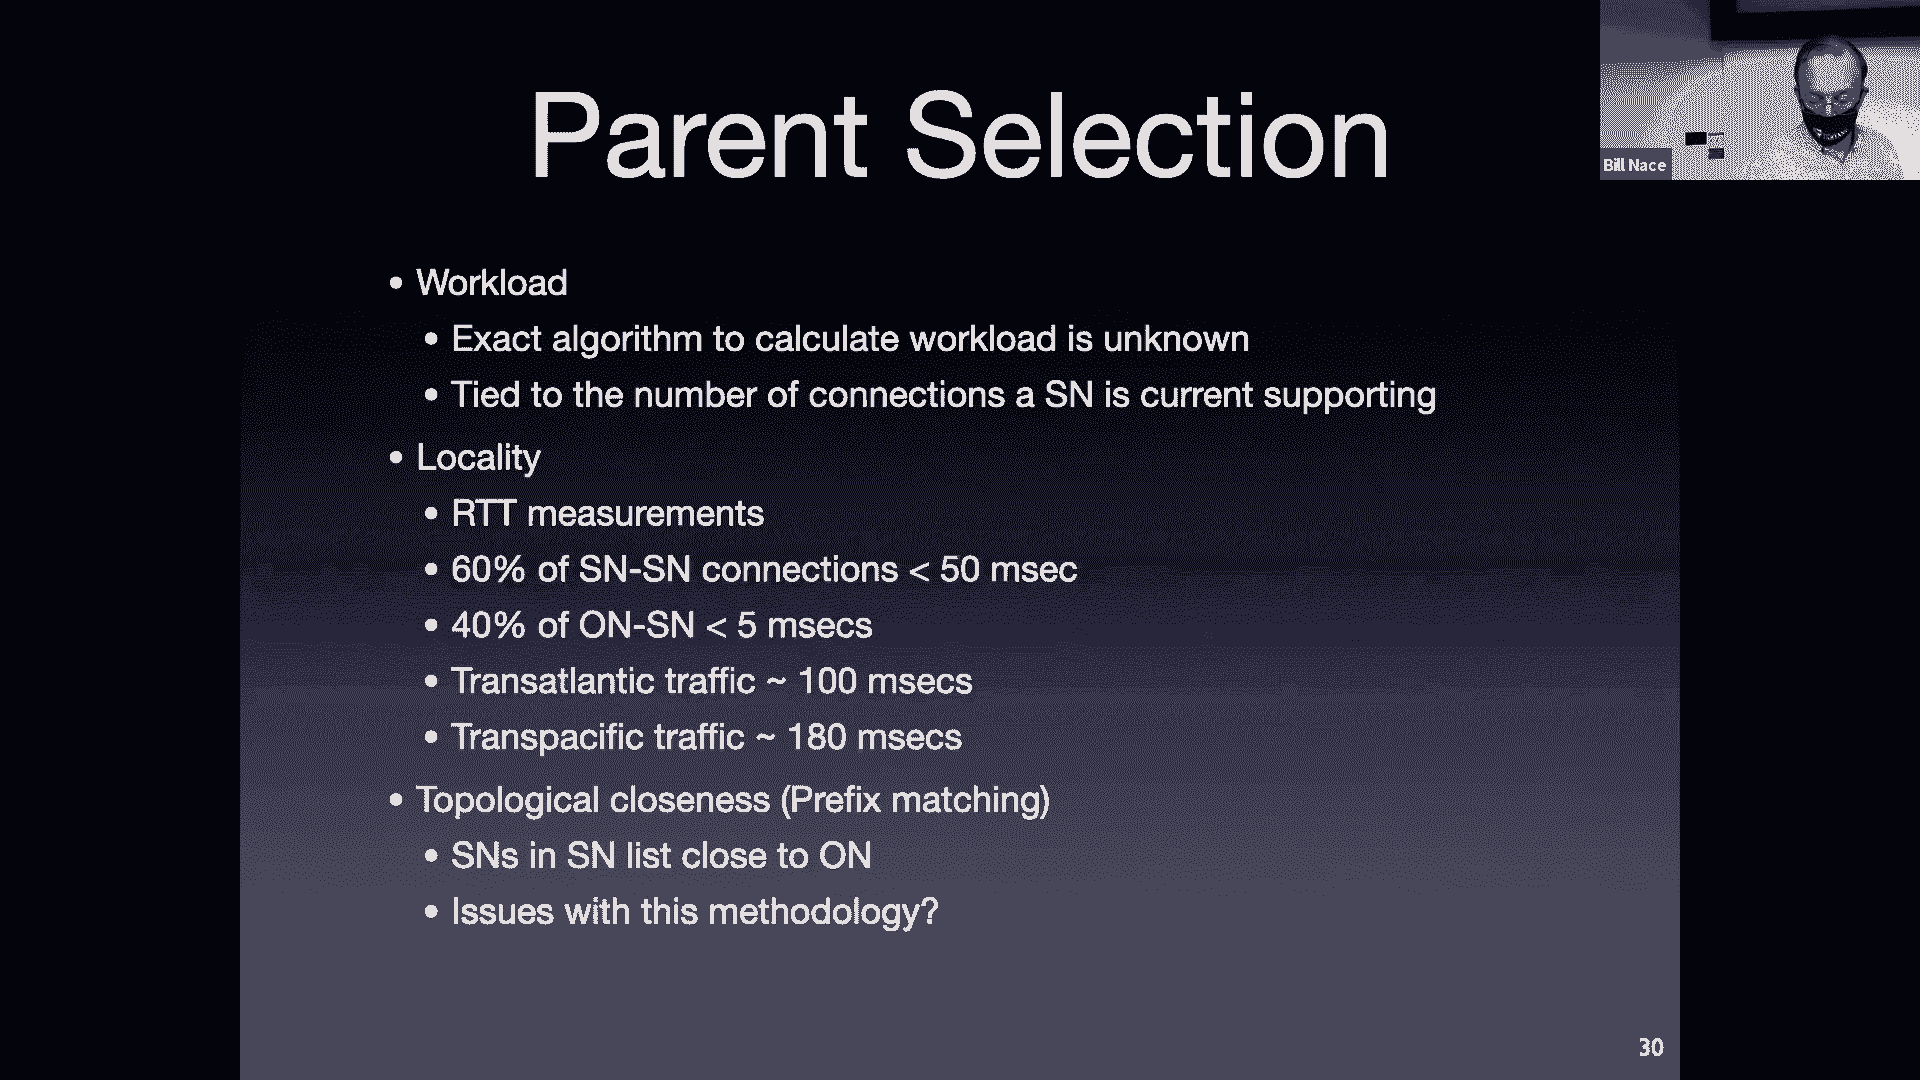 Parent Selection
Bill Nace
• Workload
• Exact algorithm to calculate workload is unknown
• Tied to the number of connections a SN is current supporting
• Locality
• RTT measurements
• 60% of SN-SN connections < 50 msec
• 40% of ON-SN < 5 msecs
• Transatlantic traffic ~ 100 msecs
• Transpacific traffic ~ 180 msecs
• Topological closeness (Prefix matching)
• SNs in SN list close to ON
• Issues with this methodology?
30